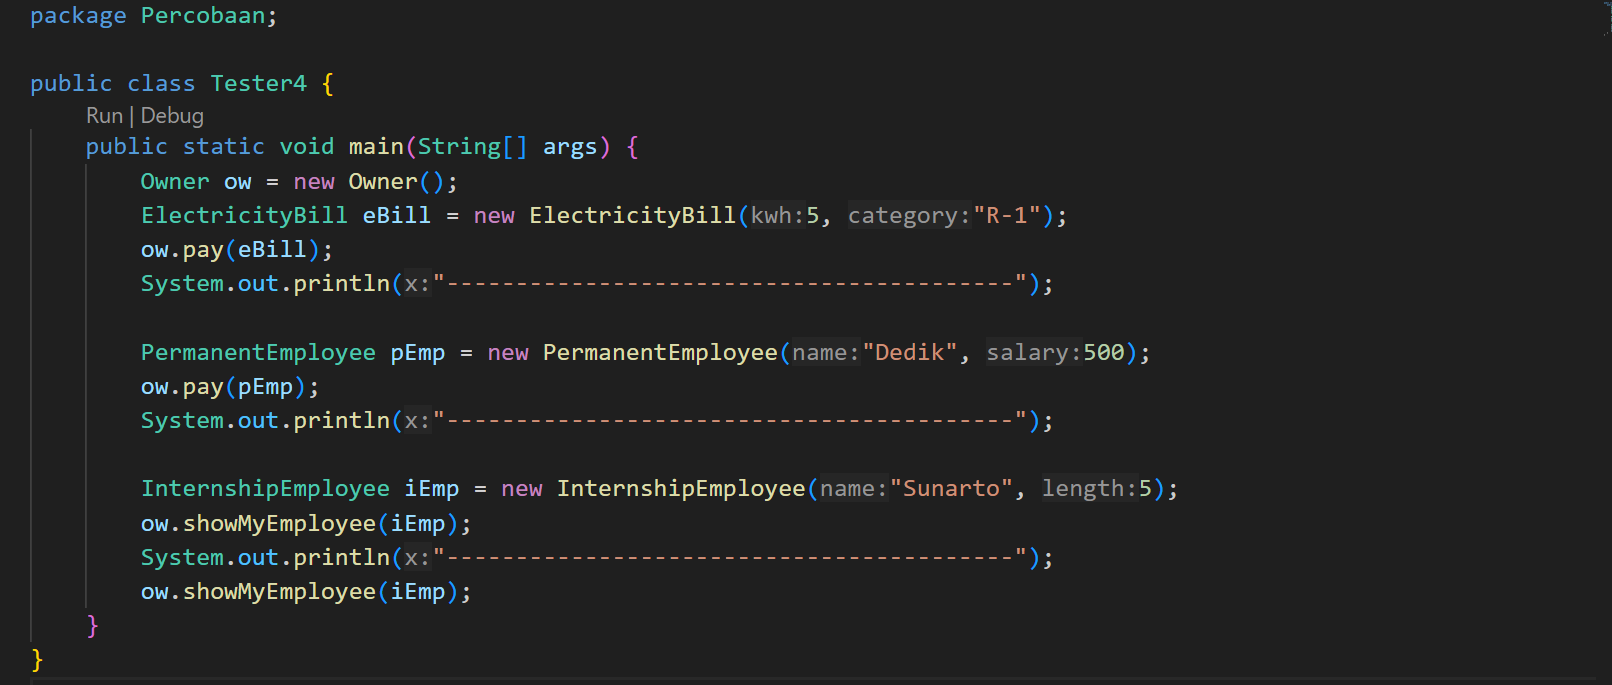 package Percobaan;
public class Tester4 {
Run | Debug
public static void main(String[] args) {
Owner ow = new Owner();
ElectricityBill eBill = new ElectricityBill(kwh:5, category:"R-1");
ow.pay(eBill);
System.out.println(x:"-----------------------------------------");
PermanentEmployee pEmp = new PermanentEmployee(name:"Dedik", salary:500);
ow.pay(pEmp);
System.out.println(x:"-----------------------------------------");
InternshipEmployee iEmp = new InternshipEmployee(name:"Sunarto", length:5);
ow.showMyEmployee(iEmp);
System.out.println(x:"-----------------------------------------");
ow.showMyEmployee(iEmp);
}
}